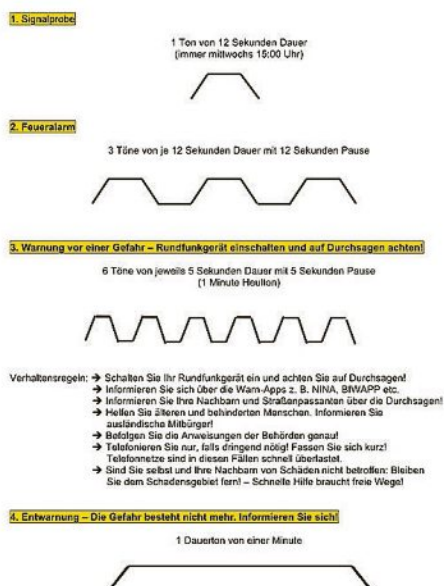 1. Signalprobe
1 Ton von 12 Sekunden Dauer
(immer mittwochs 15:00 Uhr)
2. Feueralarm
3 Töne von je 12 Sekunden Dauer mit 12 Sekunden Pause
3. Warnung vor einer Gefahr – Rundfunkgerät einschalten und auf Durchsagen achten!
6 Töne von jeweils 5 Sekunden Dauer mit 5 Sekunden Pause
(1 Minute Heulton)
Verhaltensregeln: → Schalten Sie Ihr Rundfunkgerät ein und achten Sie auf Durchsagen!
→ Informieren Sie sich über die Warn-Apps z. B. NINA, BIWAPP etc.
→ Informieren Sie Ihre Nachbarn und Straßenpassanten über die Durchsagen!
→ Helfen Sie älteren und behinderten Menschen. Informieren Sie
ausländische Mitbürger!
→ Befolgen Sie die Anweisungen der Behörden genau!
→ Telefonieren Sie nur, falls dringend nötig! Fassen Sie sich kurz!
Telefonnetze sind in diesen Fällen schnell überlastet.
→ Sind Sie selbst und Ihre Nachbarn von Schäden nicht betroffen: Bleiben
Sie dem Schadensgebiet fern! – Schnelle Hilfe braucht freie Wege!
4. Entwarnung – Die Gefahr besteht nicht mehr. Informieren Sie sich!
1 Dauerton von einer Minute